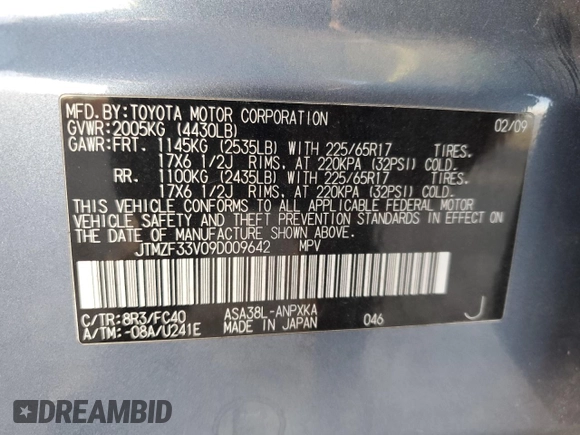 MFD.BY:TOYOTA MOTOR CORPORATION 02/09
GVWR:2005KG (4430LB)
GAWR:FRT. 1145KG (2535LB) WITH 225/65R17 TIRES.
17X6 1/2J RIMS, AT 220KPA (32PSI) COLD.
RR. 1100KG (2435LB) WITH 225/65R17 TIRES.
17X6 1/2J RIMS, AT 220KPA (32PSI) COLD.
THIS VEHICLE CONFORMS TO ALL APPLICABLE FEDERAL MOTOR
VEHICLE SAFETY AND THEFT PREVENTION STANDARDS IN EFFECT ON
THE DATE OF MANUFACTURE SHOWN ABOVE.
JTMZF33V09D009642 MPV
C/TR:8R3/FC40 ASA38L-ANPXKA J
A/TM:-08A/U241E MADE IN JAPAN 046
DREAMBID